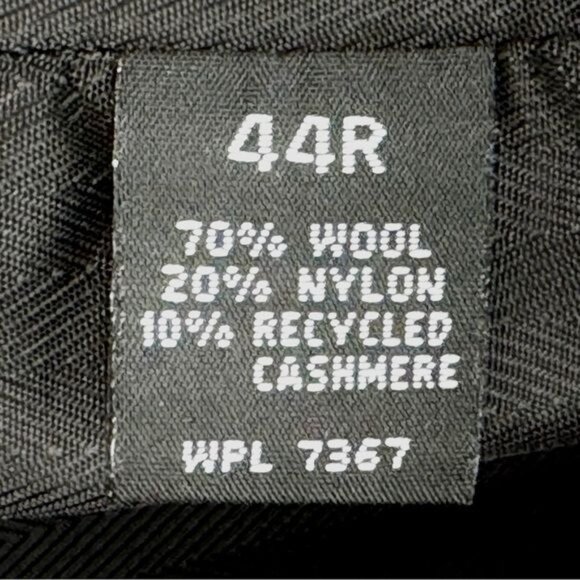 44R
70% WOOL
20% NYLON
10% RECYCLED
CASHMERE
WPL 7367